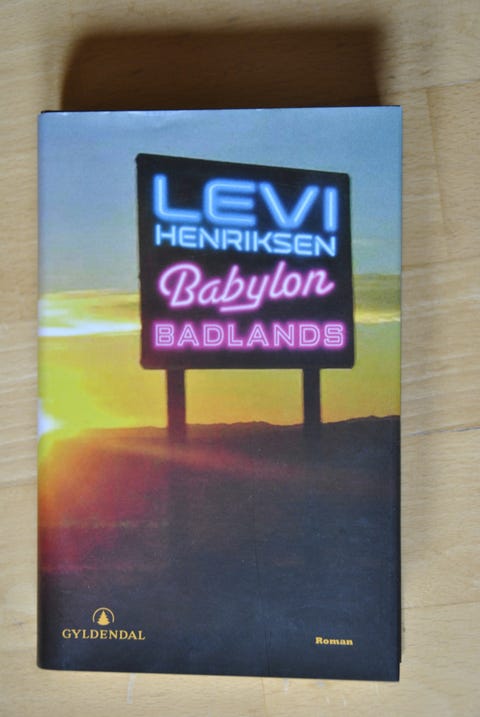 LEVI
HENRIKSEN
Babylon
BADLANDS
GYLDENDAL
Roman